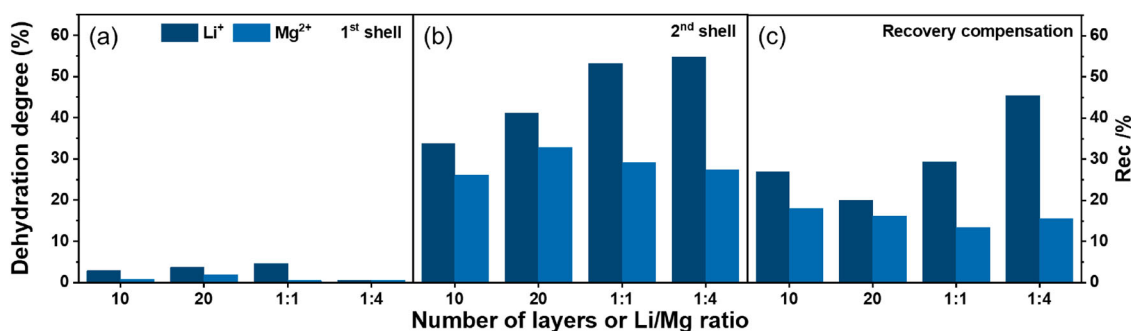 (a) Li⁺ Mg²⁺ 1ˢᵗ shell
(b) 2ⁿᵈ shell
(c) Recovery compensation
Dehydration degree (%)
60
50
40
30
20
10
0
60
50
40
30
20
10
0
Rec /%
10 20 1:1 1:4
10 20 1:1 1:4
10 20 1:1 1:4
Number of layers or Li/Mg ratio